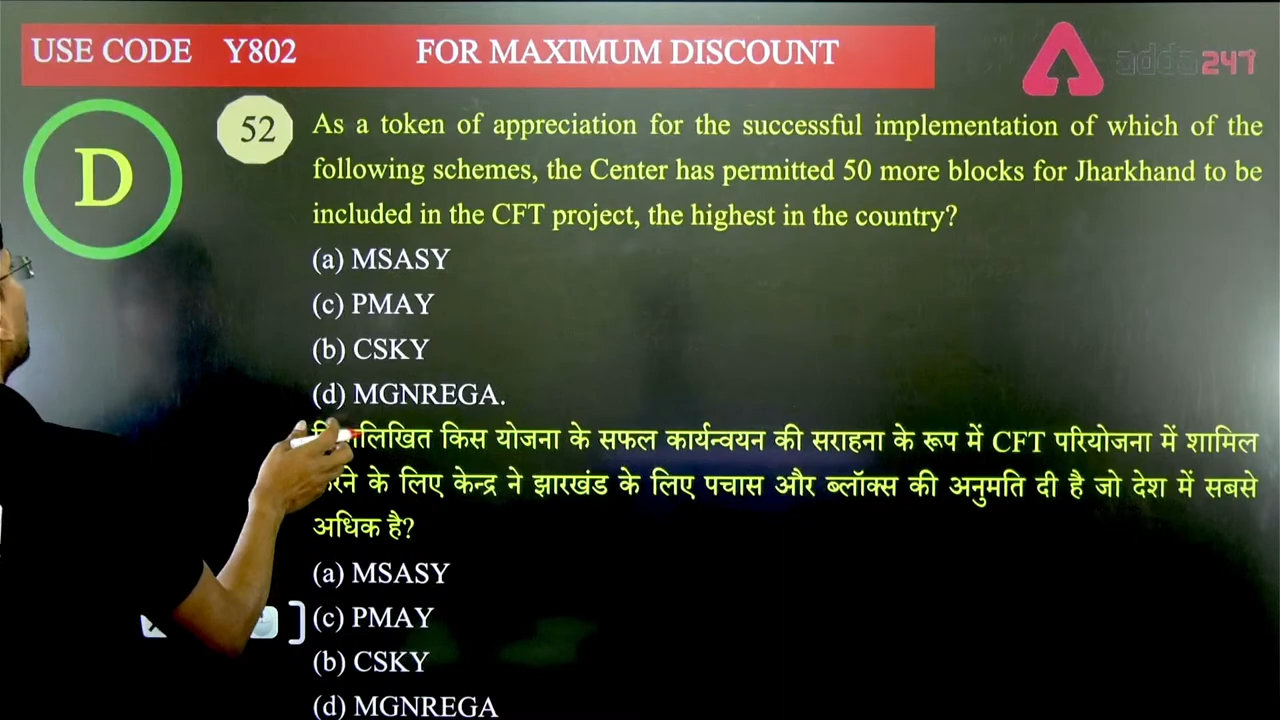 USE CODE Y802 FOR MAXIMUM DISCOUNT
adda247
D
52
As a token of appreciation for the successful implementation of which of the
following schemes, the Center has permitted 50 more blocks for Jharkhand to be
included in the CFT project, the highest in the country?
(a) MSASY
(c) PMAY
(b) CSKY
(d) MGNREGA.
किस योजना के सफल कार्यन्वयन की सराहना के रूप में CFT परियोजना में शामिल
के लिए केन्द्र ने झारखंड के लिए पचास और ब्लॉक्स की अनुमति दी है जो देश में सबसे
अधिक है?
(a) MSASY
(c) PMAY
(b) CSKY
(d) MGNREGA